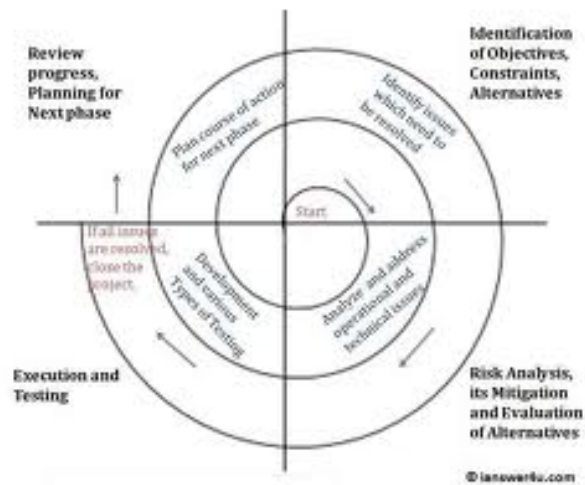 Review
progress,
Planning for
Next phase
Identification
of Objectives,
Constraints,
Alternatives
Plan course of action
for next phase
Identify issues
which need to
be resolved
Start
If all issues
are resolved,
close the
project.
Development
and various
Types of Testing
Analyze and address
operational and
technical issues
Execution and
Testing
Risk Analysis,
its Mitigation
and Evaluation
of Alternatives
© ianswer4u.com